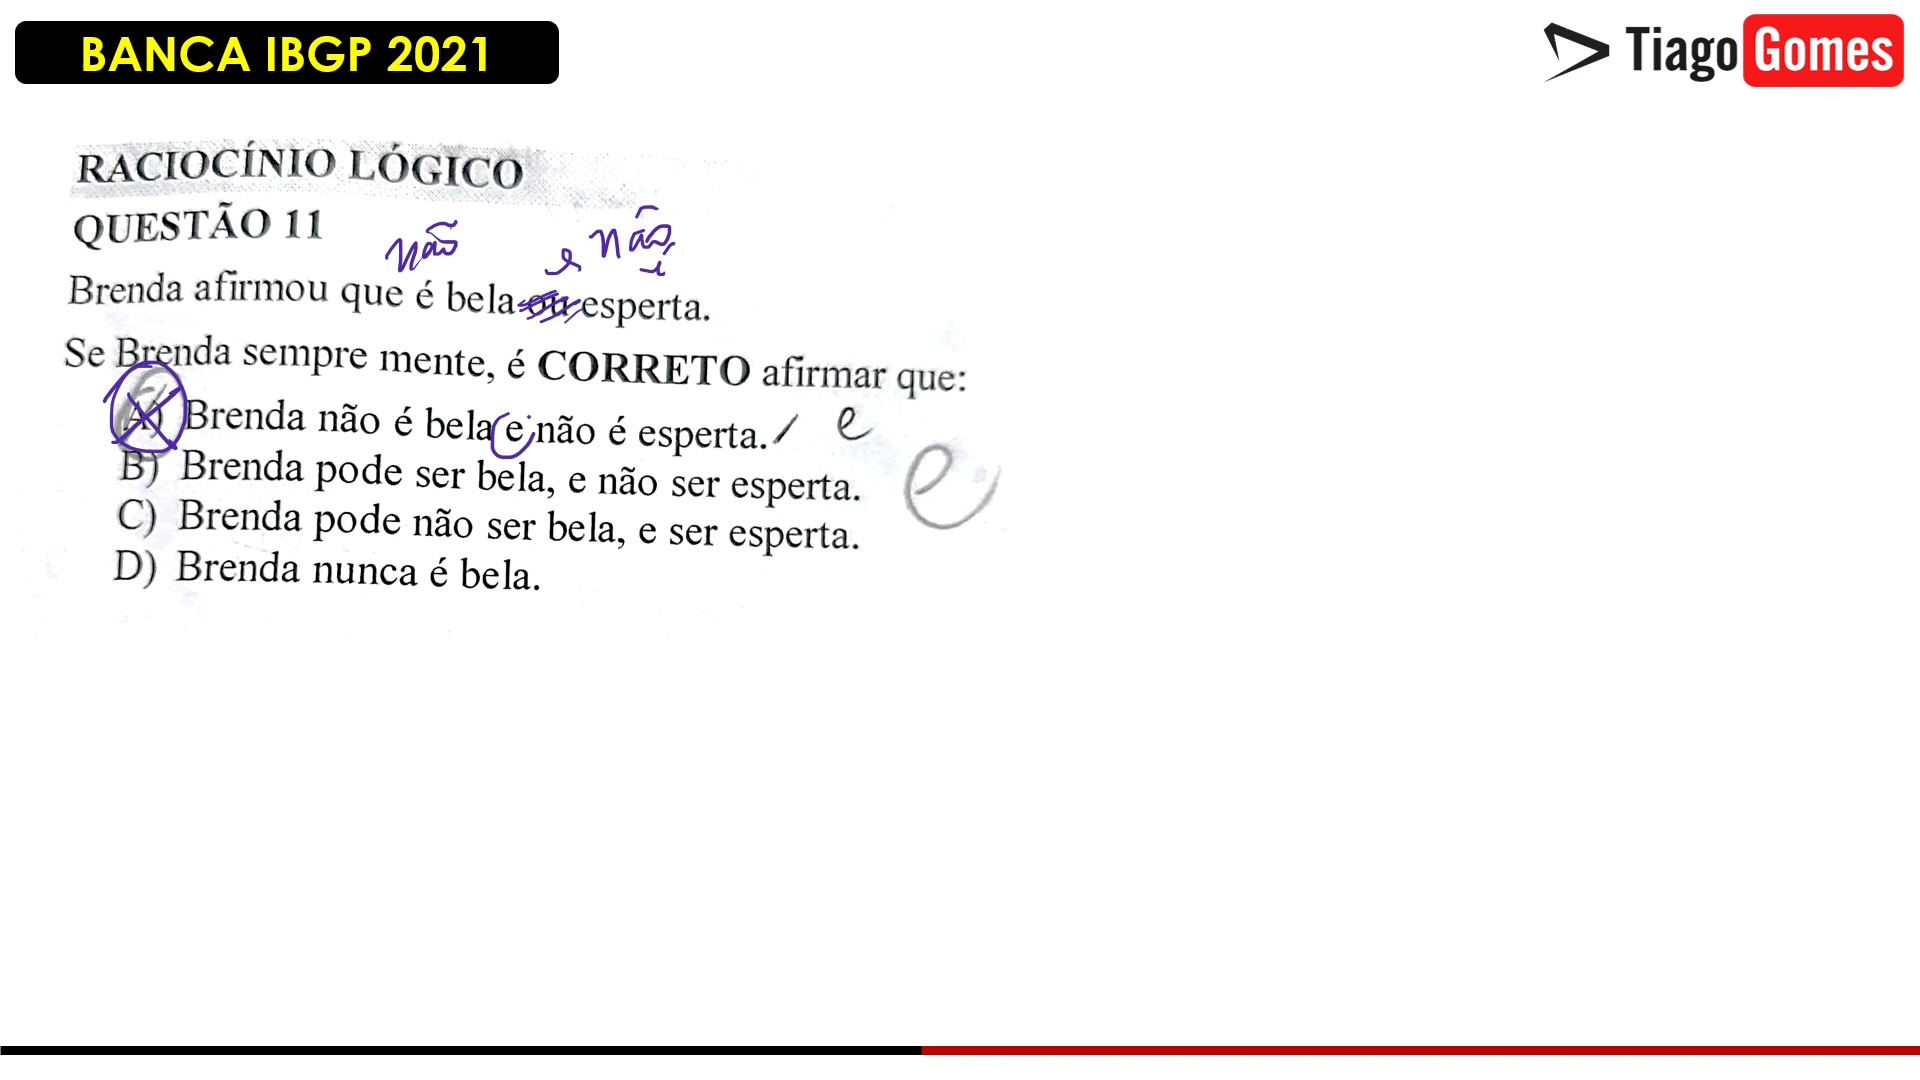 BANCA IBGP 2021
Tiago Gomes
RACIOCÍNIO LÓGICO
QUESTÃO 11
não e não é
Brenda afirmou que é bela ou esperta.
Se Brenda sempre mente, é CORRETO afirmar que:
A) Brenda não é bela e não é esperta. e
B) Brenda pode ser bela, e não ser esperta. e
C) Brenda pode não ser bela, e ser esperta.
D) Brenda nunca é bela.